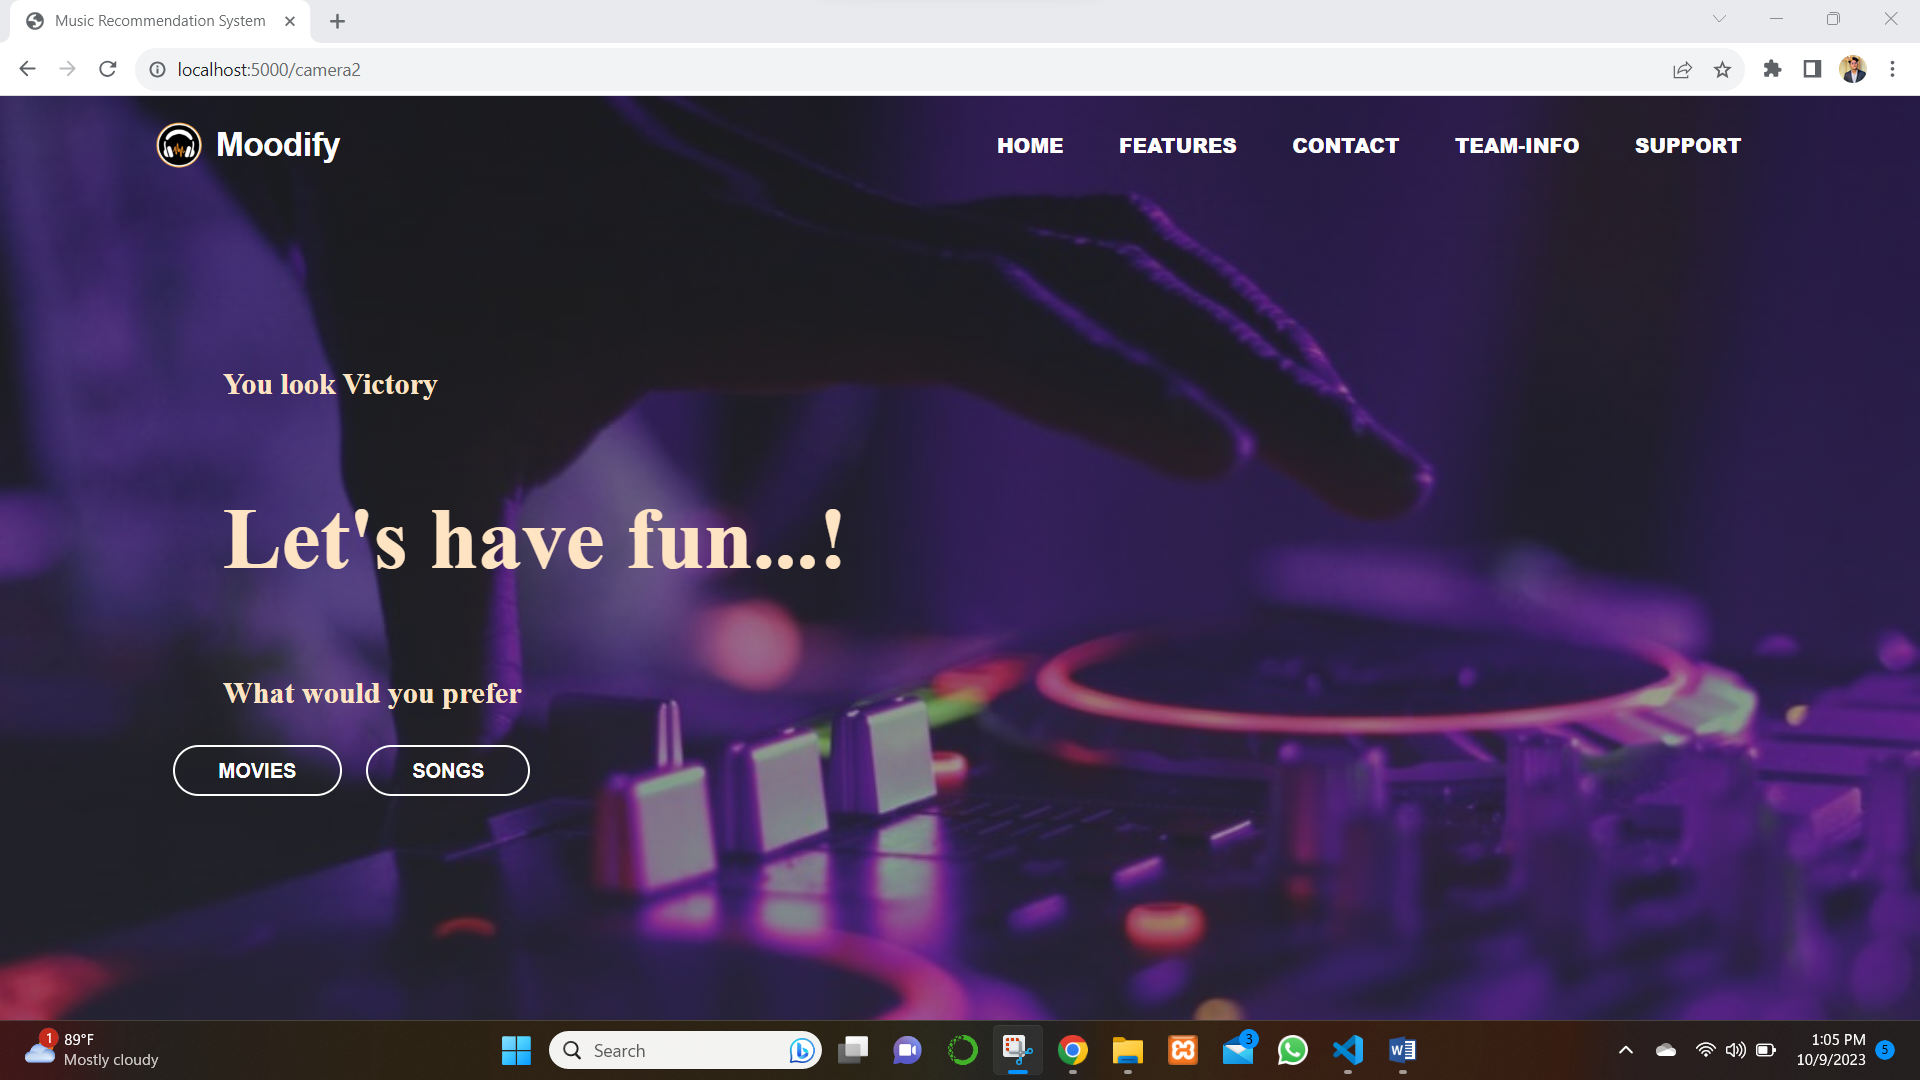 Music Recommendation System
localhost:5000/camera2
Moodify
HOME FEATURES CONTACT TEAM-INFO SUPPORT
You look Victory
Let's have fun...!
What would you prefer
MOVIES SONGS
1
89°F
Mostly cloudy
Search
3
1:05 PM
10/9/2023
5